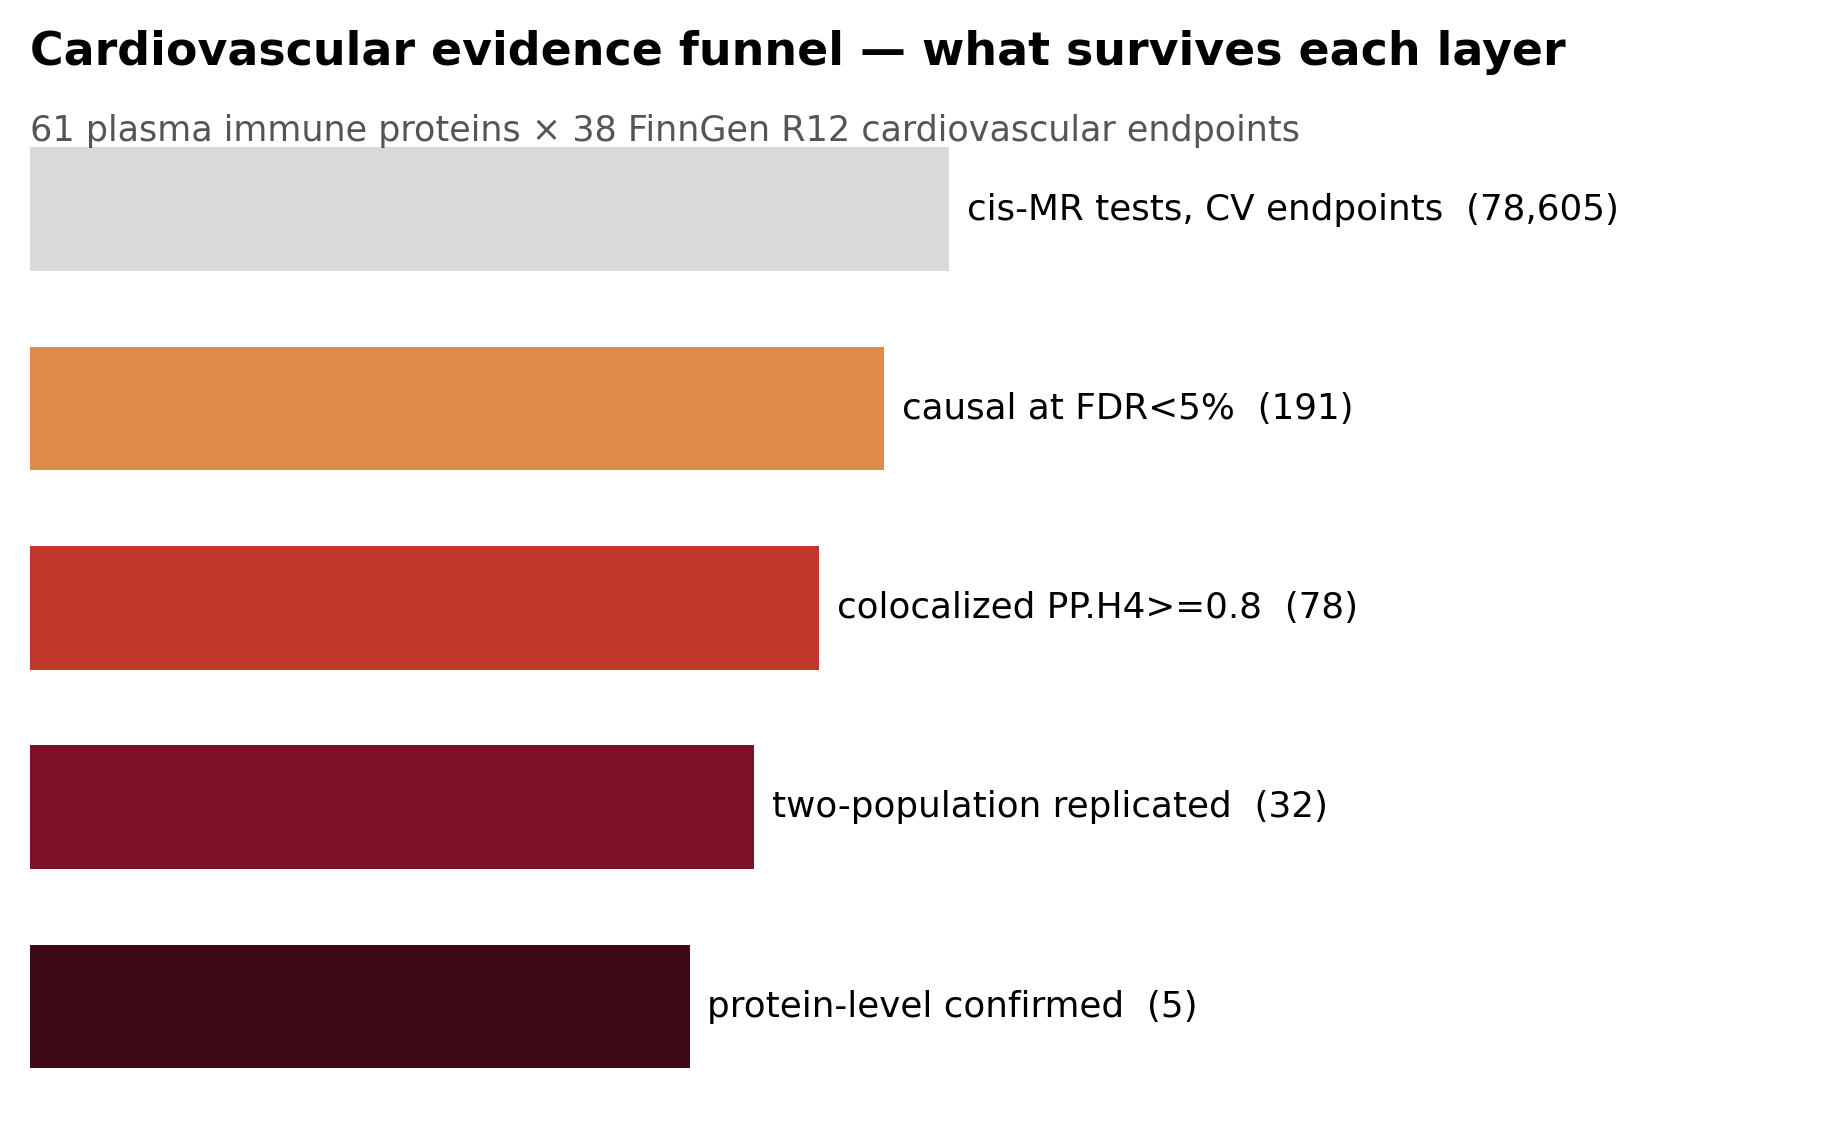 Cardiovascular evidence funnel — what survives each layer
61 plasma immune proteins × 38 FinnGen R12 cardiovascular endpoints
cis-MR tests, CV endpoints  (78,605)
causal at FDR<5%  (191)
colocalized PP.H4>=0.8  (78)
two-population replicated  (32)
protein-level confirmed  (5)